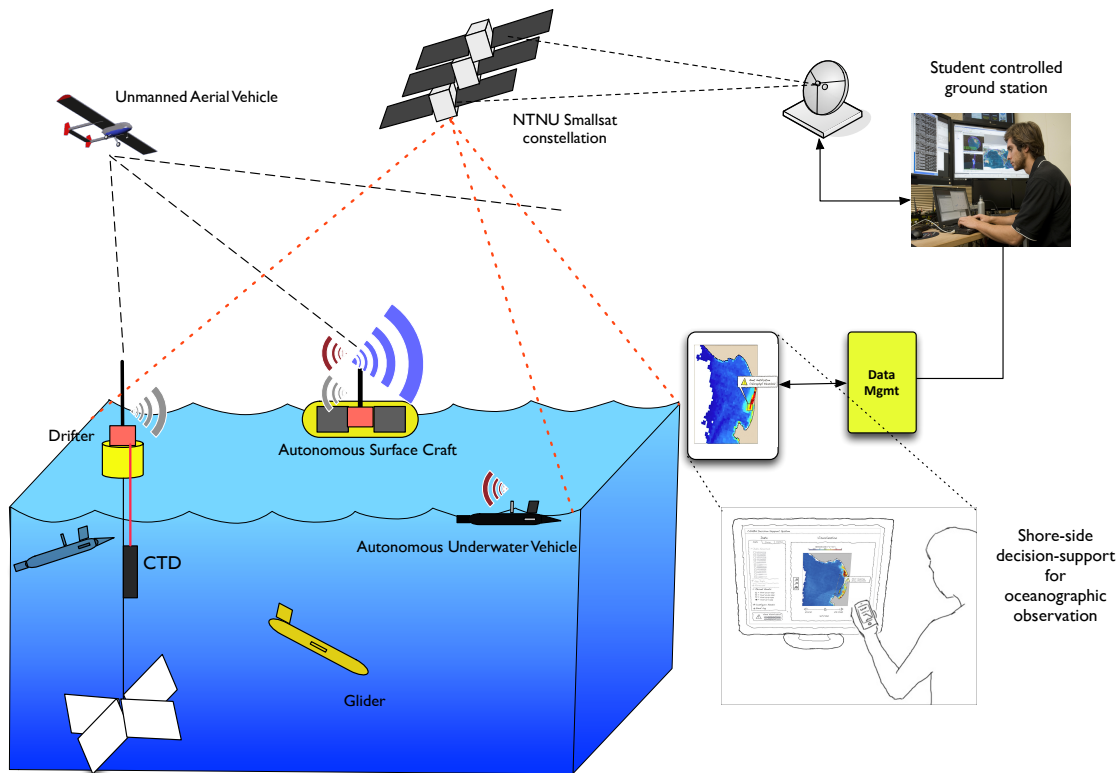 Unmanned Aerial Vehicle
NTNU Smallsat
constellation
Student controlled
ground station
Drifter
Autonomous Surface Craft
Data
Mgmt
CTD
Autonomous Underwater Vehicle
Glider
Shore-side
decision-support
for
oceanographic
observation